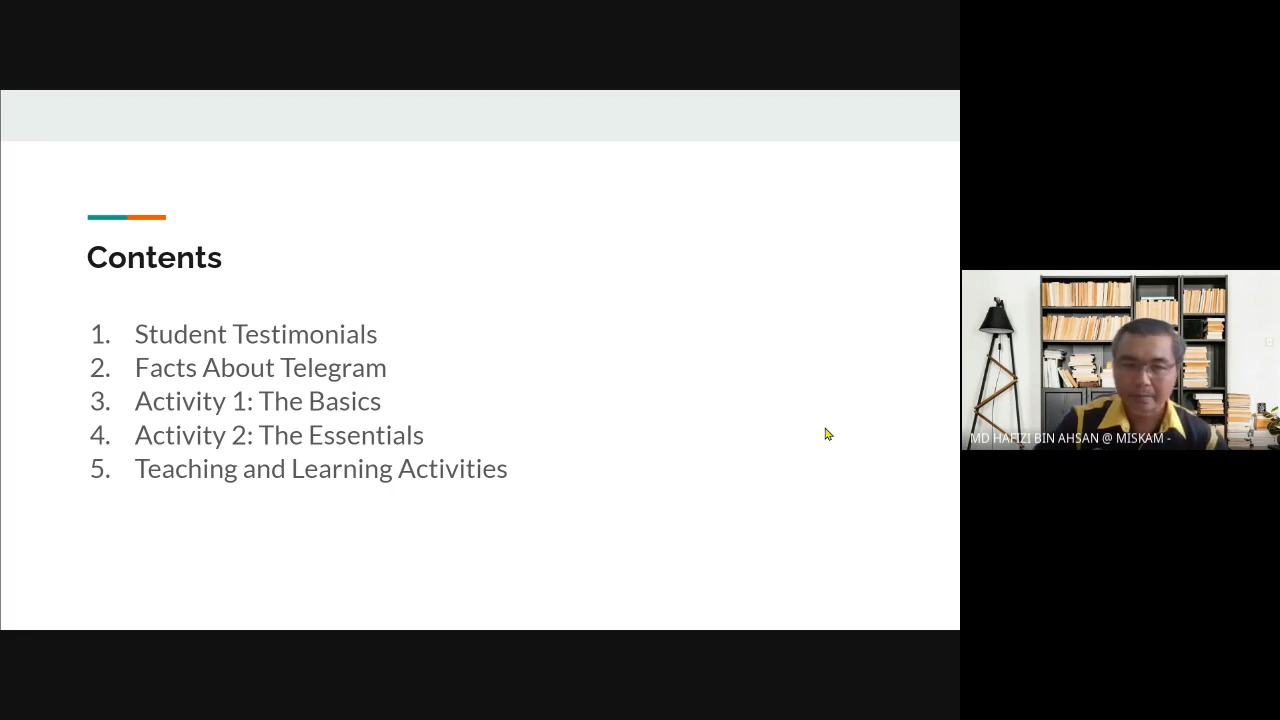 Contents
1. Student Testimonials
2. Facts About Telegram
3. Activity 1: The Basics
4. Activity 2: The Essentials
5. Teaching and Learning Activities
MD HAFIZI BIN AHSAN @ MISKAM -